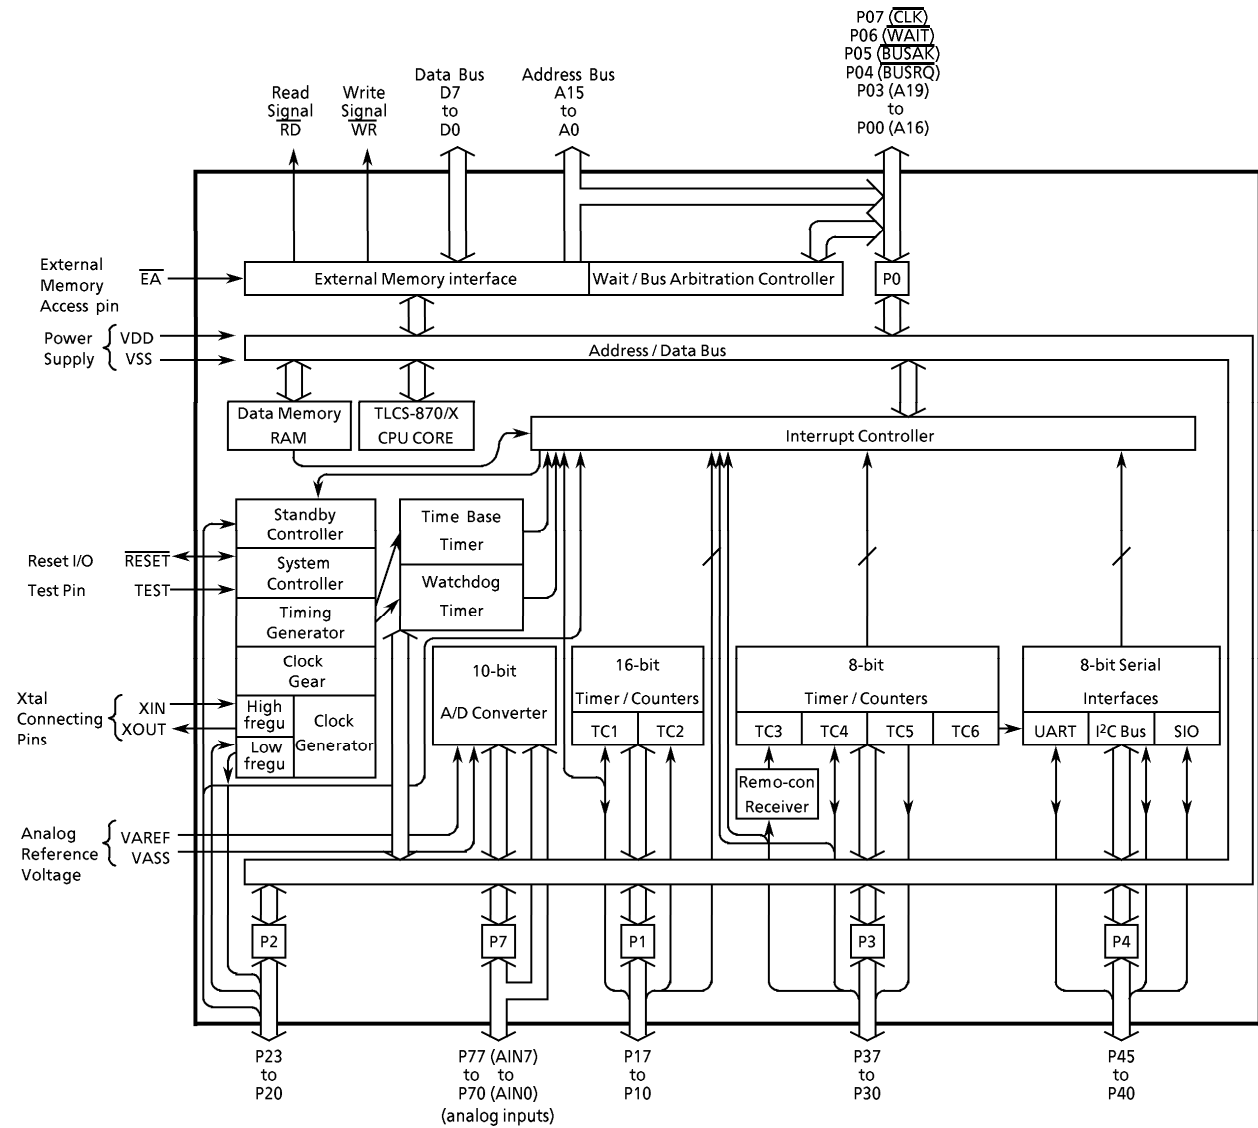 P07 (CLK)
P06 (WAIT)
P05 (BUSAK)
P04 (BUSRQ)
P03 (A19)
to
P00 (A16)
Data Bus
D7
to
D0
Address Bus
A15
to
A0
Read
Signal
RD
Write
Signal
WR
External
Memory
Access pin
EA
External Memory interface
Wait / Bus Arbitration Controller
P0
Power
Supply
VDD
VSS
Address / Data Bus
Data Memory
RAM
TLCS-870/X
CPU CORE
Interrupt Controller
Standby
Controller
Time Base
Timer
Reset I/O
RESET
System
Controller
Test Pin
TEST
Watchdog
Timer
Timing
Generator
Clock
Gear
10-bit
A/D Converter
16-bit
Timer / Counters
TC1
TC2
8-bit
Timer / Counters
TC3
TC4
TC5
TC6
8-bit Serial
Interfaces
UART
I²C Bus
SIO
Xtal
Connecting
Pins
XIN
XOUT
High
frequ
Low
frequ
Clock
Generator
Remo-con
Receiver
Analog
Reference
Voltage
VAREF
VASS
P2
P7
P1
P3
P4
P23
to
P20
P77 (AIN7)
to to
P70 (AIN0)
(analog inputs)
P17
to
P10
P37
to
P30
P45
to
P40